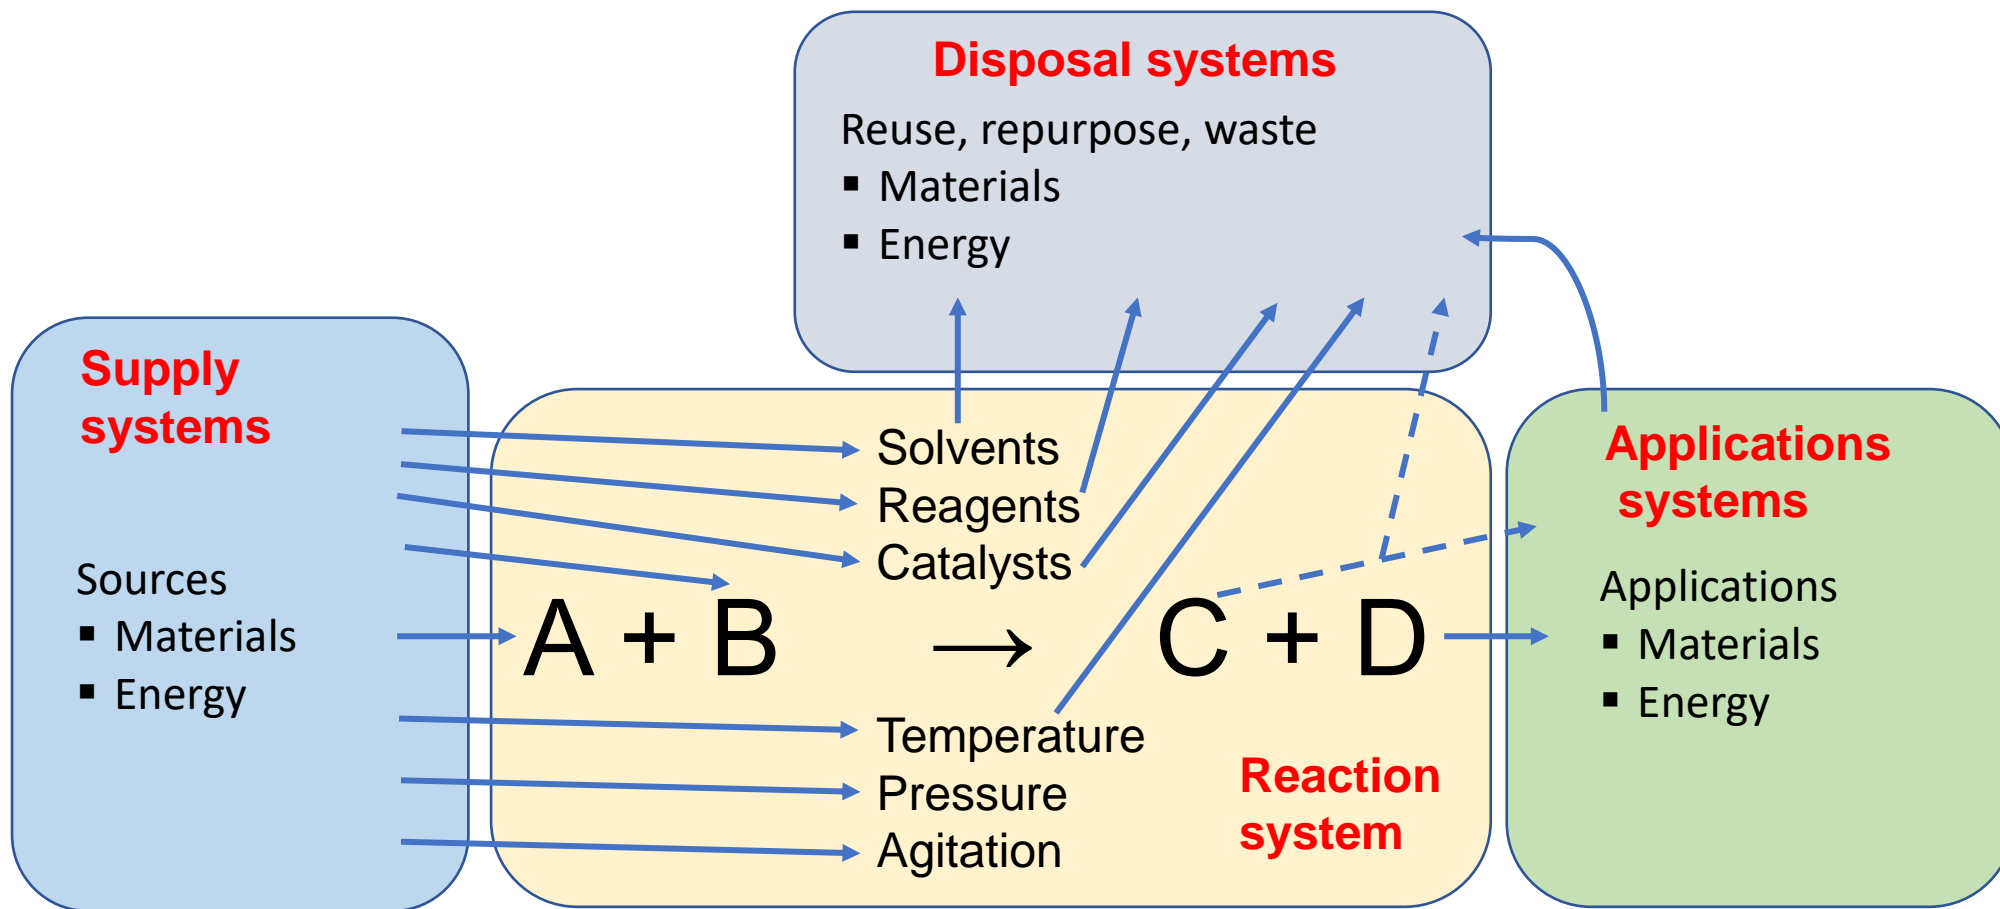 Disposal systems
Reuse, repurpose, waste
▪ Materials
▪ Energy
Supply
systems
Sources
▪ Materials
▪ Energy
Solvents
Reagents
Catalysts
A + B → C + D
Temperature
Pressure
Agitation
Reaction
system
Applications
systems
Applications
▪ Materials
▪ Energy